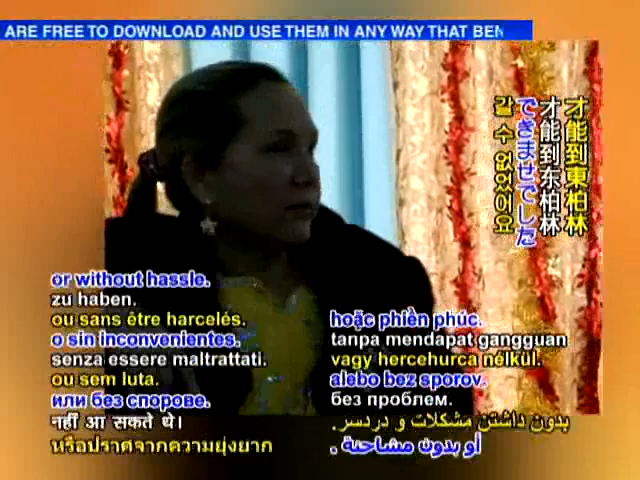 ARE FREE TO DOWNLOAD AND USE THEM IN ANY WAY THAT BEN
才能到東柏林
才能到东柏林
できませでした
갈 수 없었어요
or without hassle.
zu haben.
ou sans être harcelés.
o sin inconvenientes.
senza essere maltrattati.
ou sem luta.
или без спорове.
नहीं आ सकते थे।
หรือปราศจากความยุ่งยาก
hoặc phiền phúc.
tanpa mendapat gangguan
vagy hercehurca nélkül.
alebo bez sporov.
без проблем.
بدون داشتن مشکلات و دردسر.
أو بدون مشاحنة .